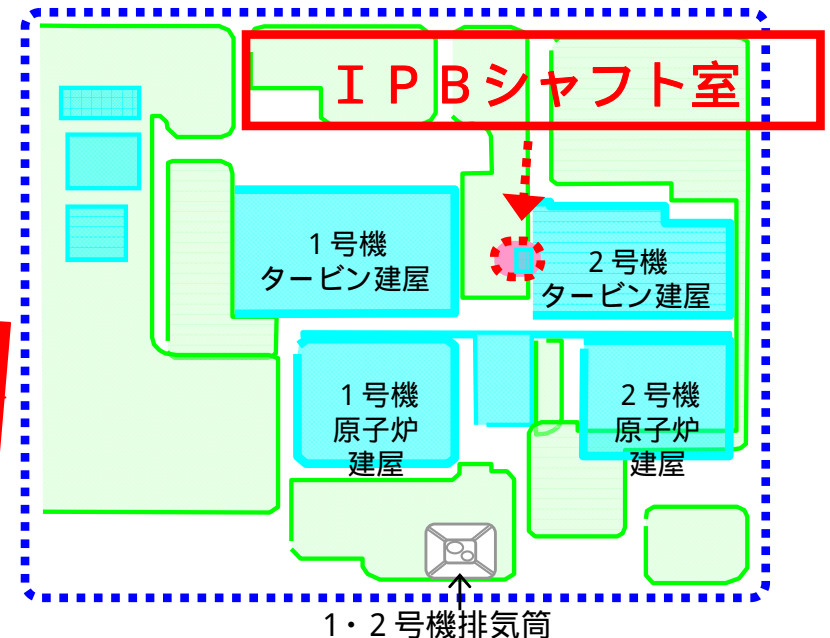 ＩＰＢシャフト室
１号機
タービン建屋
２号機
タービン建屋
１号機
原子炉
建屋
２号機
原子炉
建屋
１・２号機排気筒